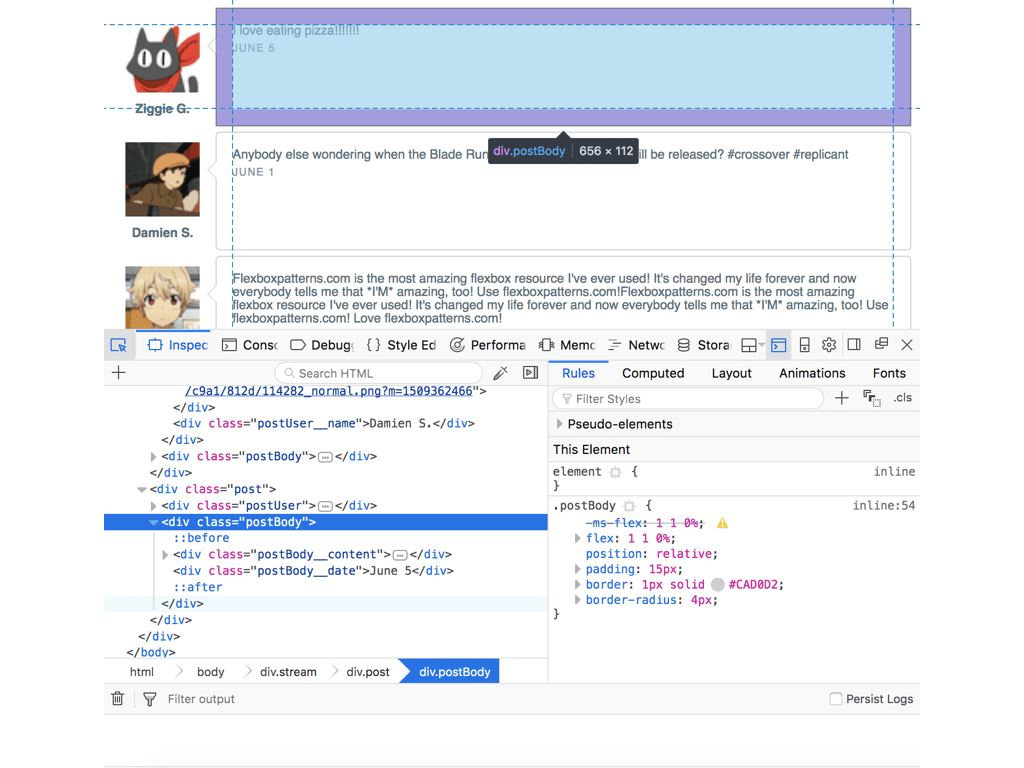 I love eating pizza!!!!!!!
JUNE 5
Ziggie G.
div.postBody 656 × 112
Anybody else wondering when the Blade Run ill be released? #crossover #replicant
JUNE 1
Damien S.
Flexboxpatterns.com is the most amazing flexbox resource I've ever used! It's changed my life forever and now
everybody tells me that *I'M* amazing, too! Use flexboxpatterns.com!Flexboxpatterns.com is the most amazing
flexbox resource I've ever used! It's changed my life forever and now everybody tells me that *I'M* amazing, too! Use
flexboxpatterns.com! Love flexboxpatterns.com!
Inspec Consc Debug {} Style Ed Performa Memc Netwo Stora
+ Search HTML
/c9a1/812d/114282_normal.png?m=1509362466">
</div>
<div class="postUser__name">Damien S.</div>
</div>
<div class="postBody">…</div>
</div>
<div class="post">
<div class="postUser">…</div>
<div class="postBody">
::before
<div class="postBody__content">…</div>
<div class="postBody__date">June 5</div>
::after
</div>
</div>
</div>
</body>
html body div.stream div.post div.postBody
Rules Computed Layout Animations Fonts
Filter Styles + .cls
Pseudo-elements
This Element
element { inline
}
.postBody { inline:54
-ms-flex: 1 1 0%;
flex: 1 1 0%;
position: relative;
padding: 15px;
border: 1px solid #CAD0D2;
border-radius: 4px;
}
Filter output Persist Logs